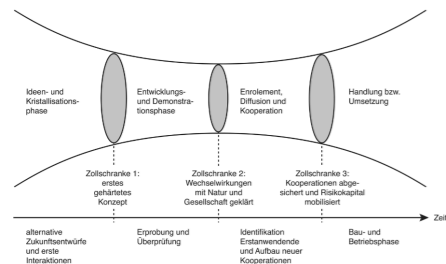 Ideen- und
Kristallisations-
phase
Entwicklungs-
und Demonstra-
tionsphase
Enrolement,
Diffusion und
Kooperation
Handlung bzw.
Umsetzung
Zollschranke 1:
erstes
gehärtetes
Konzept
Zollschranke 2:
Wechselwirkungen
mit Natur und
Gesellschaft geklärt
Zollschranke 3:
Kooperationen abge-
sichert und Risikokapital
mobilisiert
Zeit
alternative
Zukunftsentwürfe
und erste
Interaktionen
Erprobung und
Überprüfung
Identifikation
Erstanwendende
und Aufbau neuer
Kooperationen
Bau- und
Betriebsphase